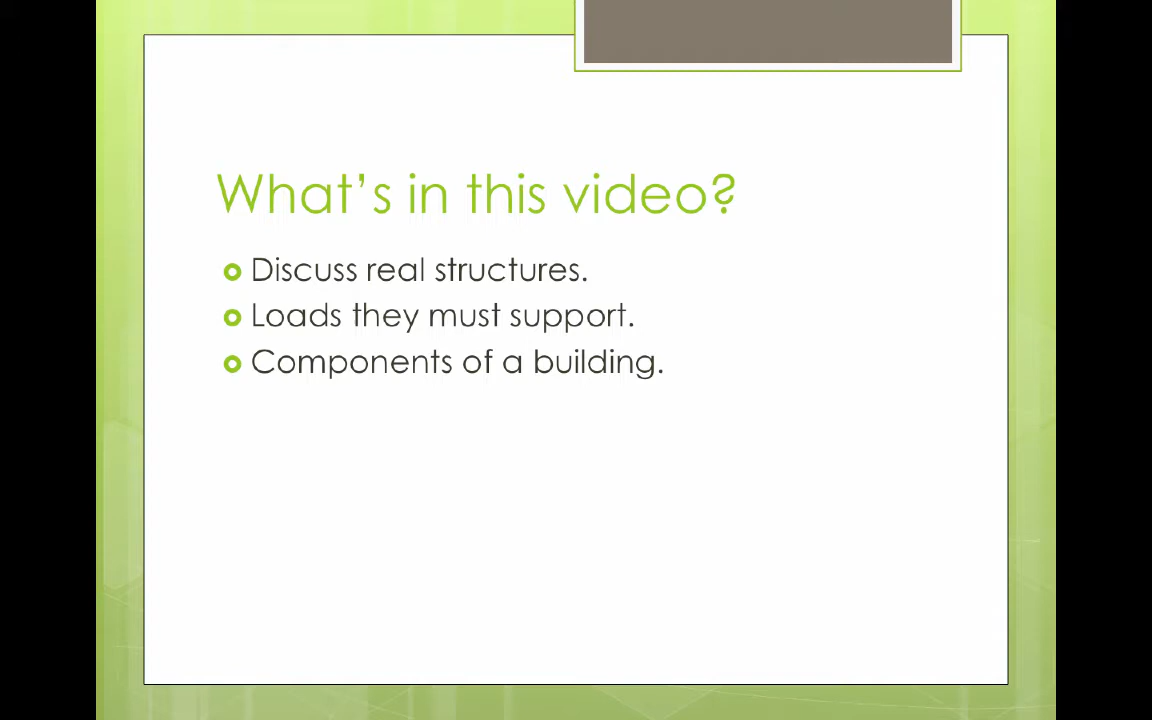 What’s in this video?
Discuss real structures.
Loads they must support.
Components of a building.